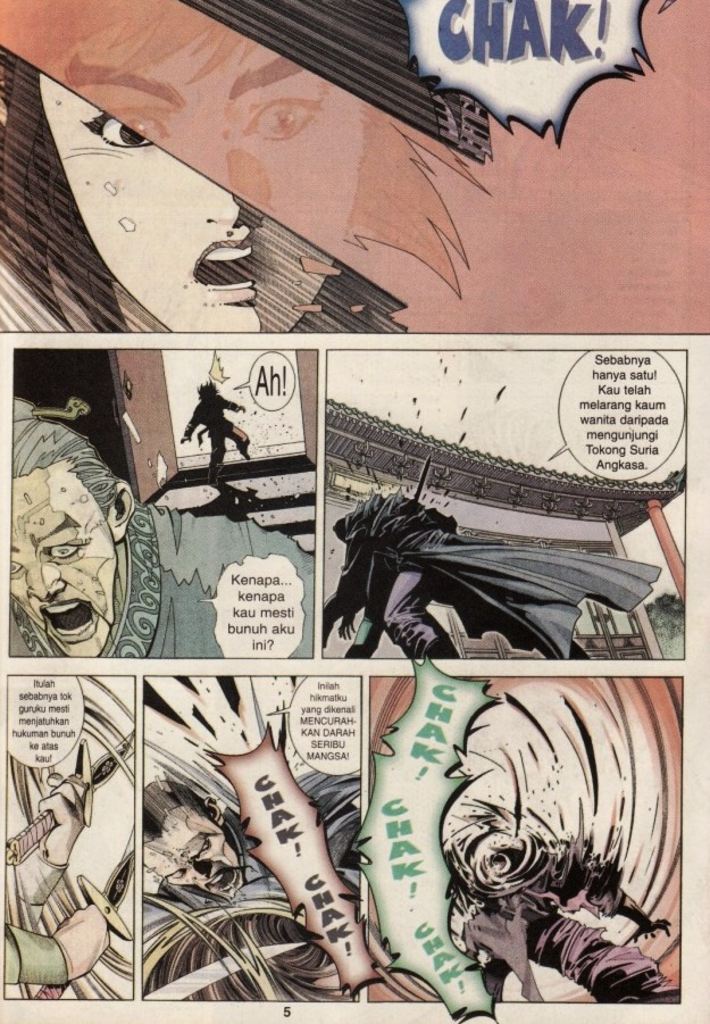 CHAK!
Ah!
Kenapa...
kenapa
kau mesti
bunuh aku
ini?
Sebabnya
hanya satu!
Kau telah
melarang kaum
wanita daripada
mengunjungi
Tokong Suria
Angkasa.
Itulah
sebabnya tok
guruku mesti
menjatuhkan
hukuman bunuh
ke atas
kau!
Inilah
hikmatku
yang dikenali
MENCURAH-
KAN DARAH
SERIBU
MANGSA!
CHAK! CHAK!
CHAK! CHAK! CHAK!
5